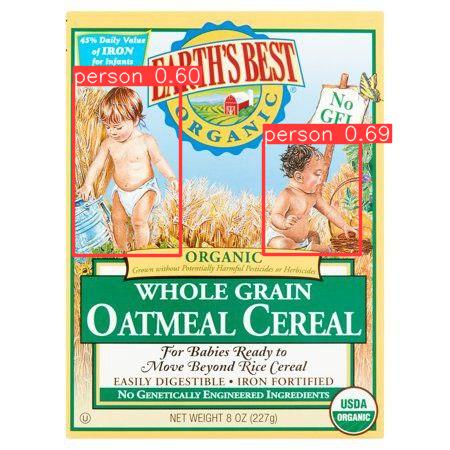 45% Daily Value
of IRON
for Infants
person 0.60
EARTH'S BEST
ORGANIC
No
person 0.69
ORGANIC
Grown without Potentially Harmful Pesticides or Herbicides
WHOLE GRAIN
OATMEAL CEREAL
For Babies Ready to
Move Beyond Rice Cereal
EASILY DIGESTIBLE • IRON FORTIFIED
NO GENETICALLY ENGINEERED INGREDIENTS
U
NET WEIGHT 8 OZ (227g)
USDA
ORGANIC